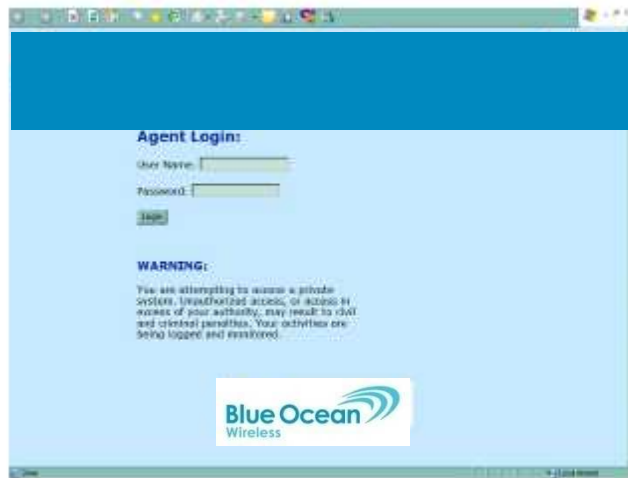 Agent Login:
User Name:
Password:
Login
WARNING:
You are attempting to access a private
system. Unauthorized access, or access in
excess of your authority, may result to civil
and criminal penalties. Your activities are
being logged and monitored.
Blue Ocean
Wireless
Done